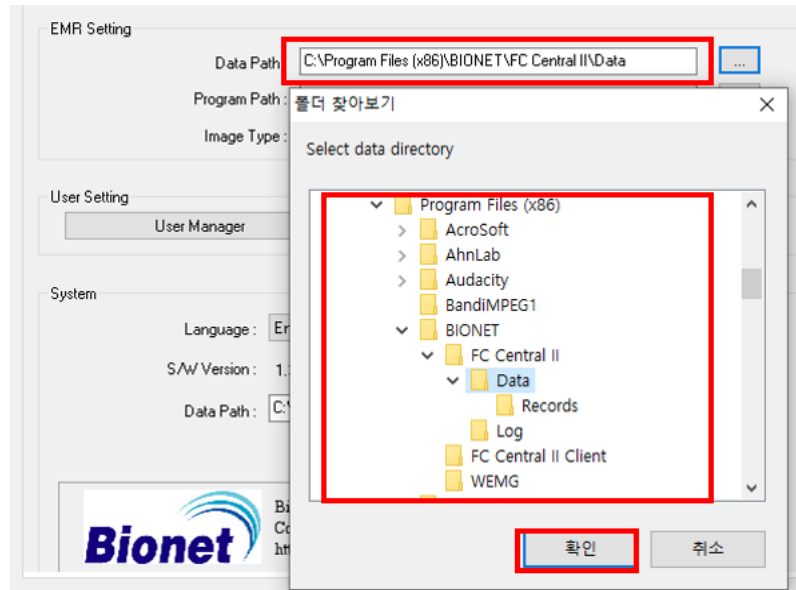 EMR Setting
Data Path
C:\Program Files (x86)\BIONET\FC Central II\Data
...
Program Path :
폴더 찾아보기
Image Type :
Select data directory
User Setting
User Manager
Program Files (x86)
AcroSoft
AhnLab
Audacity
BandiMPEG1
BIONET
FC Central II
Data
Records
Log
FC Central II Client
WEMG
System
Language :
S/W Version :
1.
Data Path :
C:\
Bionet
확인
취소